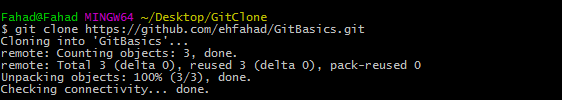 Fahad@Fahad MINGW64 ~/Desktop/GitClone
$ git clone https://github.com/ehfahad/GitBasics.git
Cloning into 'GitBasics'...
remote: Counting objects: 3, done.
remote: Total 3 (delta 0), reused 3 (delta 0), pack-reused 0
Unpacking objects: 100% (3/3), done.
Checking connectivity... done.